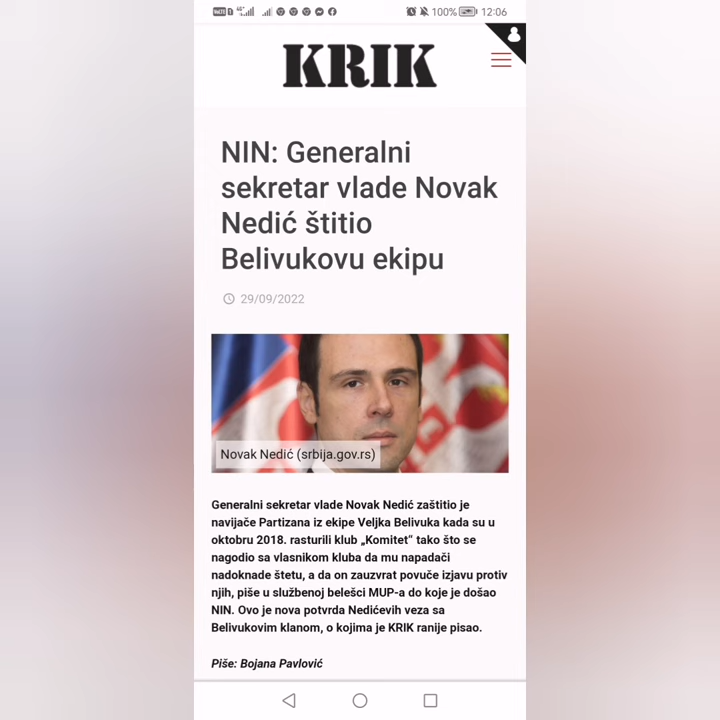 100% 12:06
KRIK
NIN: Generalni
sekretar vlade Novak
Nedić štitio
Belivukovu ekipu
29/09/2022
Novak Nedić (srbija.gov.rs)
Generalni sekretar vlade Novak Nedić zaštitio je
navijače Partizana iz ekipe Veljka Belivuka kada su u
oktobru 2018. rasturili klub „Komitet“ tako što se
nagodio sa vlasnikom kluba da mu napadači
nadoknade štetu, a da on zauzvrat povuče izjavu protiv
njih, piše u službenoj belešci MUP-a do koje je došao
NIN. Ovo je nova potvrda Nedićevih veza sa
Belivukovim klanom, o kojima je KRIK ranije pisao.
Piše: Bojana Pavlović